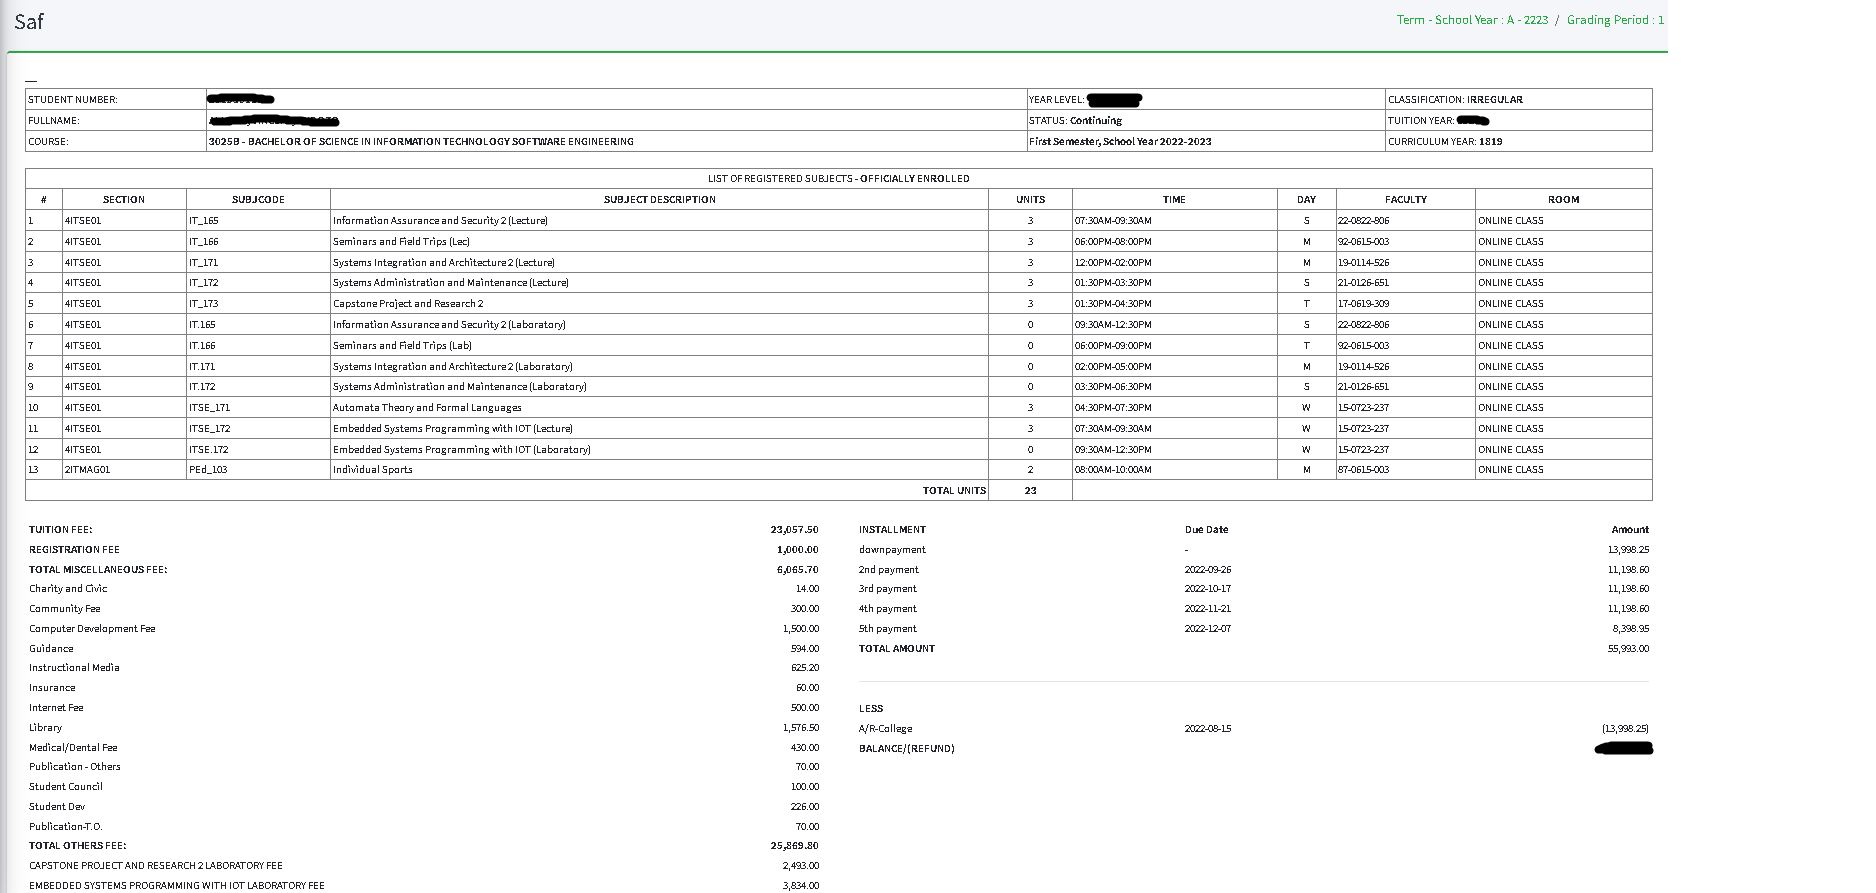 Saf
Term - School Year : A - 2223 / Grading Period : 1
STUDENT NUMBER: YEAR LEVEL: CLASSIFICATION: IRREGULAR
FULLNAME: STATUS: Continuing TUITION YEAR:
COURSE: 3025B - BACHELOR OF SCIENCE IN INFORMATION TECHNOLOGY SOFTWARE ENGINEERING First Semester, School Year 2022-2023 CURRICULUM YEAR: 1819
LIST OF REGISTERED SUBJECTS - OFFICIALLY ENROLLED
# SECTION SUBJCODE SUBJECT DESCRIPTION UNITS TIME DAY FACULTY ROOM
1 4ITSE01 IT_165 Information Assurance and Security 2 (Lecture) 3 07:30AM-09:30AM S 22-0822-806 ONLINE CLASS
2 4ITSE01 IT_166 Seminars and Field Trips (Lec) 3 06:00PM-08:00PM M 92-0615-003 ONLINE CLASS
3 4ITSE01 IT_171 Systems Integration and Architecture 2 (Lecture) 3 12:00PM-02:00PM M 19-0114-526 ONLINE CLASS
4 4ITSE01 IT_172 Systems Administration and Maintenance (Lecture) 3 01:30PM-03:30PM S 21-0126-651 ONLINE CLASS
5 4ITSE01 IT_173 Capstone Project and Research 2 3 01:30PM-04:30PM T 17-0619-309 ONLINE CLASS
6 4ITSE01 IT.165 Information Assurance and Security 2 (Laboratory) 0 09:30AM-12:30PM S 22-0822-806 ONLINE CLASS
7 4ITSE01 IT.166 Seminars and Field Trips (Lab) 0 06:00PM-09:00PM T 92-0615-003 ONLINE CLASS
8 4ITSE01 IT.171 Systems Integration and Architecture 2 (Laboratory) 0 02:00PM-05:00PM M 19-0114-526 ONLINE CLASS
9 4ITSE01 IT.172 Systems Administration and Maintenance (Laboratory) 0 03:30PM-06:30PM S 21-0126-651 ONLINE CLASS
10 4ITSE01 ITSE_171 Automata Theory and Formal Languages 3 04:30PM-07:30PM W 15-0723-237 ONLINE CLASS
11 4ITSE01 ITSE_172 Embedded Systems Programming with IOT (Lecture) 3 07:30AM-09:30AM W 15-0723-237 ONLINE CLASS
12 4ITSE01 ITSE.172 Embedded Systems Programming with IOT (Laboratory) 0 09:30AM-12:30PM W 15-0723-237 ONLINE CLASS
13 2ITMAG01 PEd_103 Individual Sports 2 08:00AM-10:00AM M 87-0615-003 ONLINE CLASS
TOTAL UNITS 23
TUITION FEE: 23,057.50
REGISTRATION FEE 1,000.00
TOTAL MISCELLANEOUS FEE: 6,065.70
Charity and Civic 14.00
Community Fee 300.00
Computer Development Fee 1,500.00
Guidance 594.00
Instructional Media 625.20
Insurance 60.00
Internet Fee 500.00
Library 1,576.50
Medical/Dental Fee 430.00
Publication - Others 70.00
Student Council 100.00
Student Dev 226.00
Publication-T.O. 70.00
TOTAL OTHERS FEE: 25,869.80
CAPSTONE PROJECT AND RESEARCH 2 LABORATORY FEE 2,493.00
EMBEDDED SYSTEMS PROGRAMMING WITH IOT LABORATORY FEE 3,834.00
INSTALLMENT Due Date Amount
downpayment - 13,998.25
2nd payment 2022-09-26 11,198.60
3rd payment 2022-10-17 11,198.60
4th payment 2022-11-21 11,198.60
5th payment 2022-12-07 8,398.95
TOTAL AMOUNT 55,993.00
LESS
A/R-College 2022-08-15 (13,998.25)
BALANCE/(REFUND)